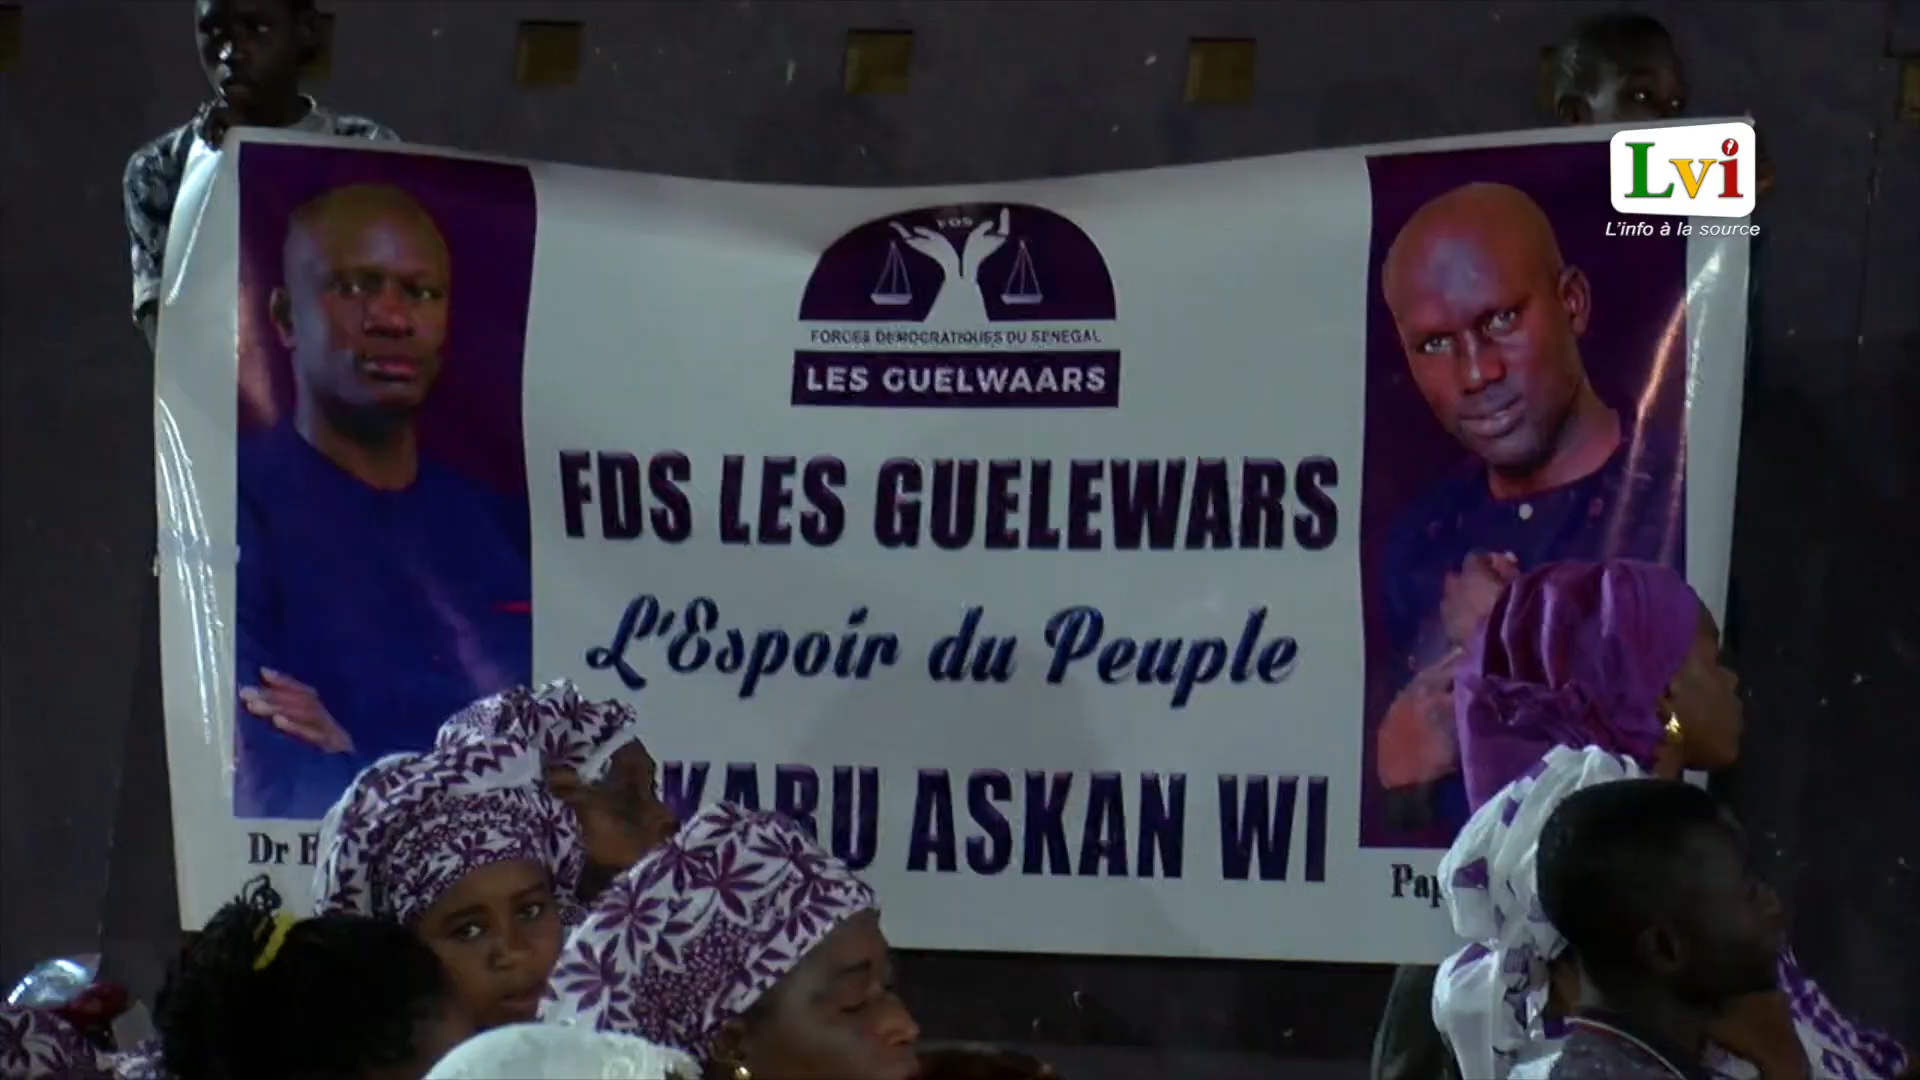 Lvi
L'info à la source
FDS
FORCES DEMOCRATIQUES DU SENEGAL
LES GUELWAARS
FDS LES GUELEWARS
L'Espoir du Peuple
ASKAN WI
Dr